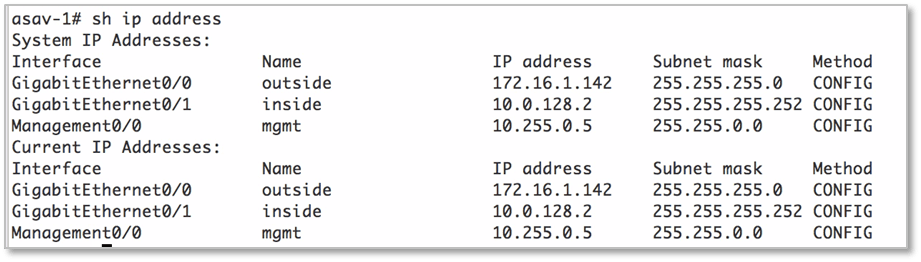 asav-1# sh ip address
System IP Addresses:
Interface Name IP address Subnet mask Method
GigabitEthernet0/0 outside 172.16.1.142 255.255.255.0 CONFIG
GigabitEthernet0/1 inside 10.0.128.2 255.255.255.252 CONFIG
Management0/0 mgmt 10.255.0.5 255.255.0.0 CONFIG
Current IP Addresses:
Interface Name IP address Subnet mask Method
GigabitEthernet0/0 outside 172.16.1.142 255.255.255.0 CONFIG
GigabitEthernet0/1 inside 10.0.128.2 255.255.255.252 CONFIG
Management0/0 mgmt 10.255.0.5 255.255.0.0 CONFIG